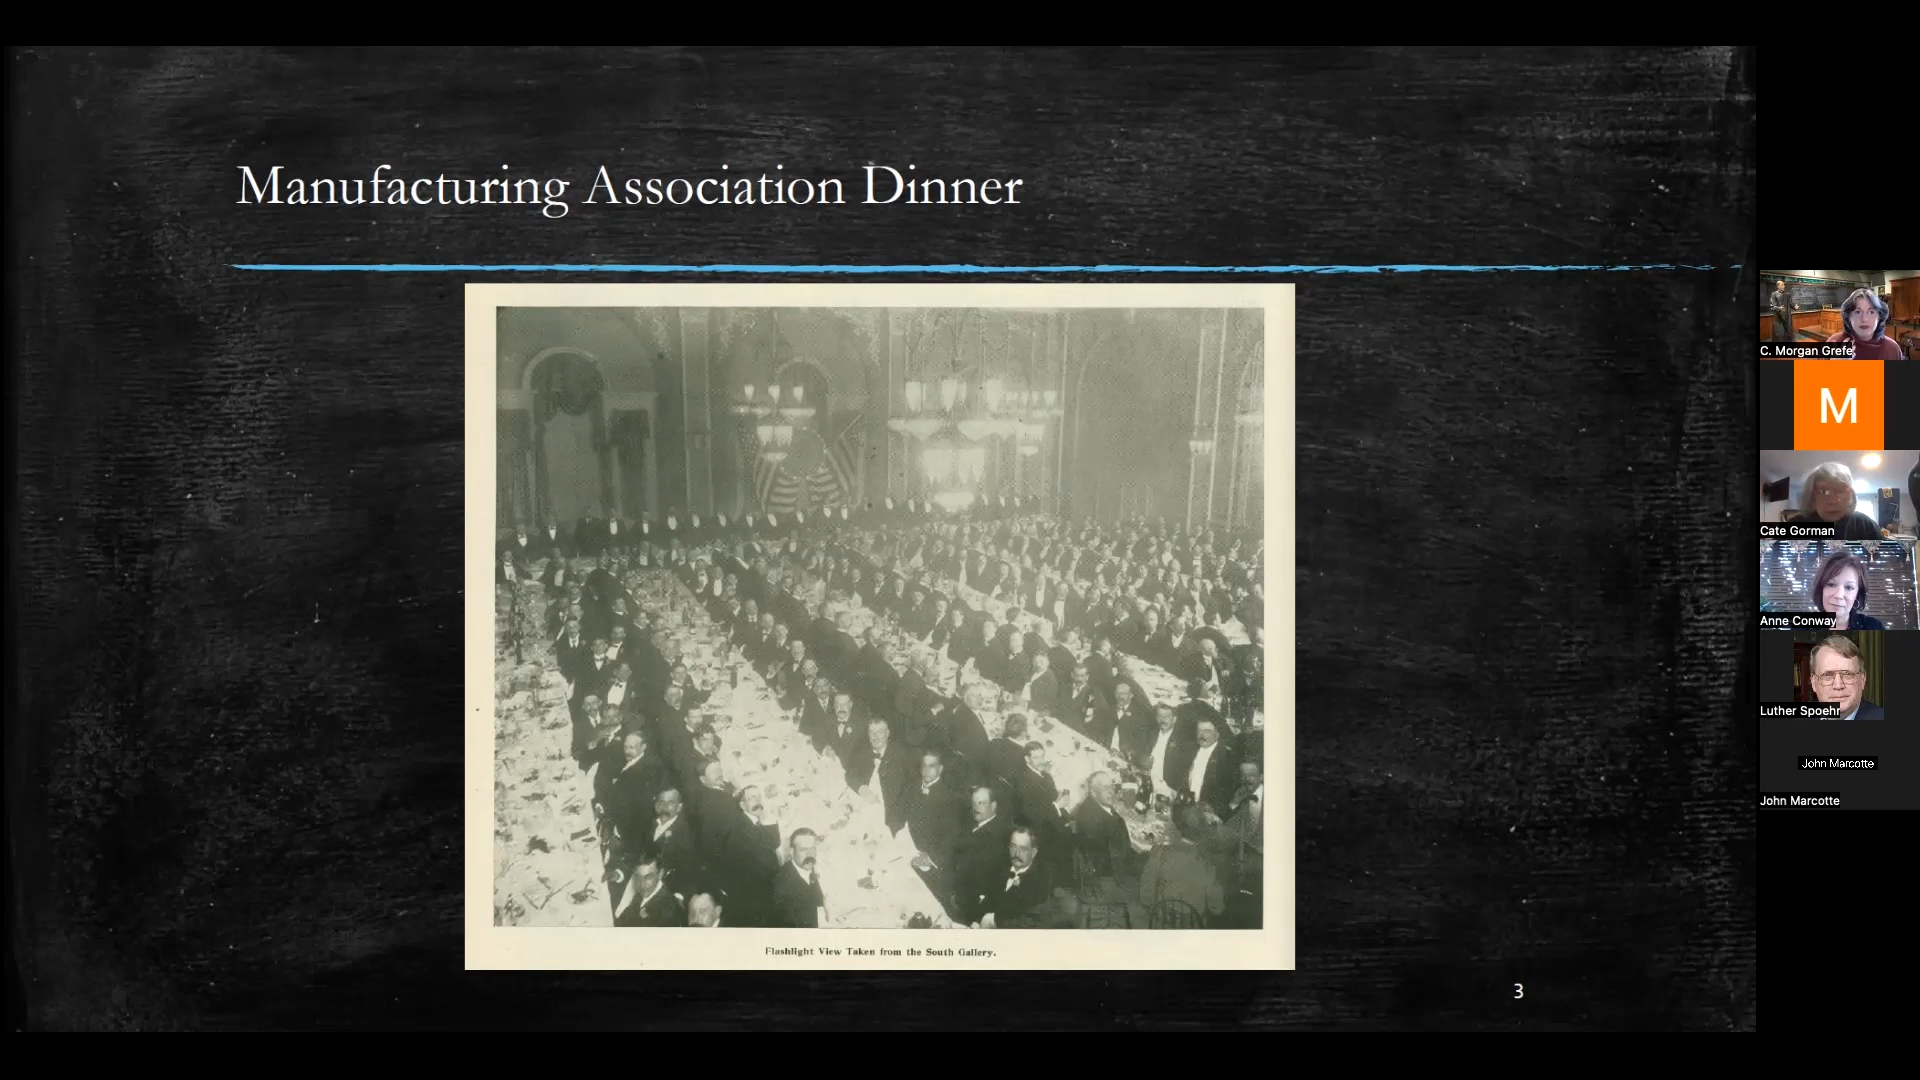 Manufacturing Association Dinner
Flashlight View Taken from the South Gallery.
3
C. Morgan Grefe
M
Cate Gorman
Anne Conway
Luther Spoehr
John Marcotte
John Marcotte